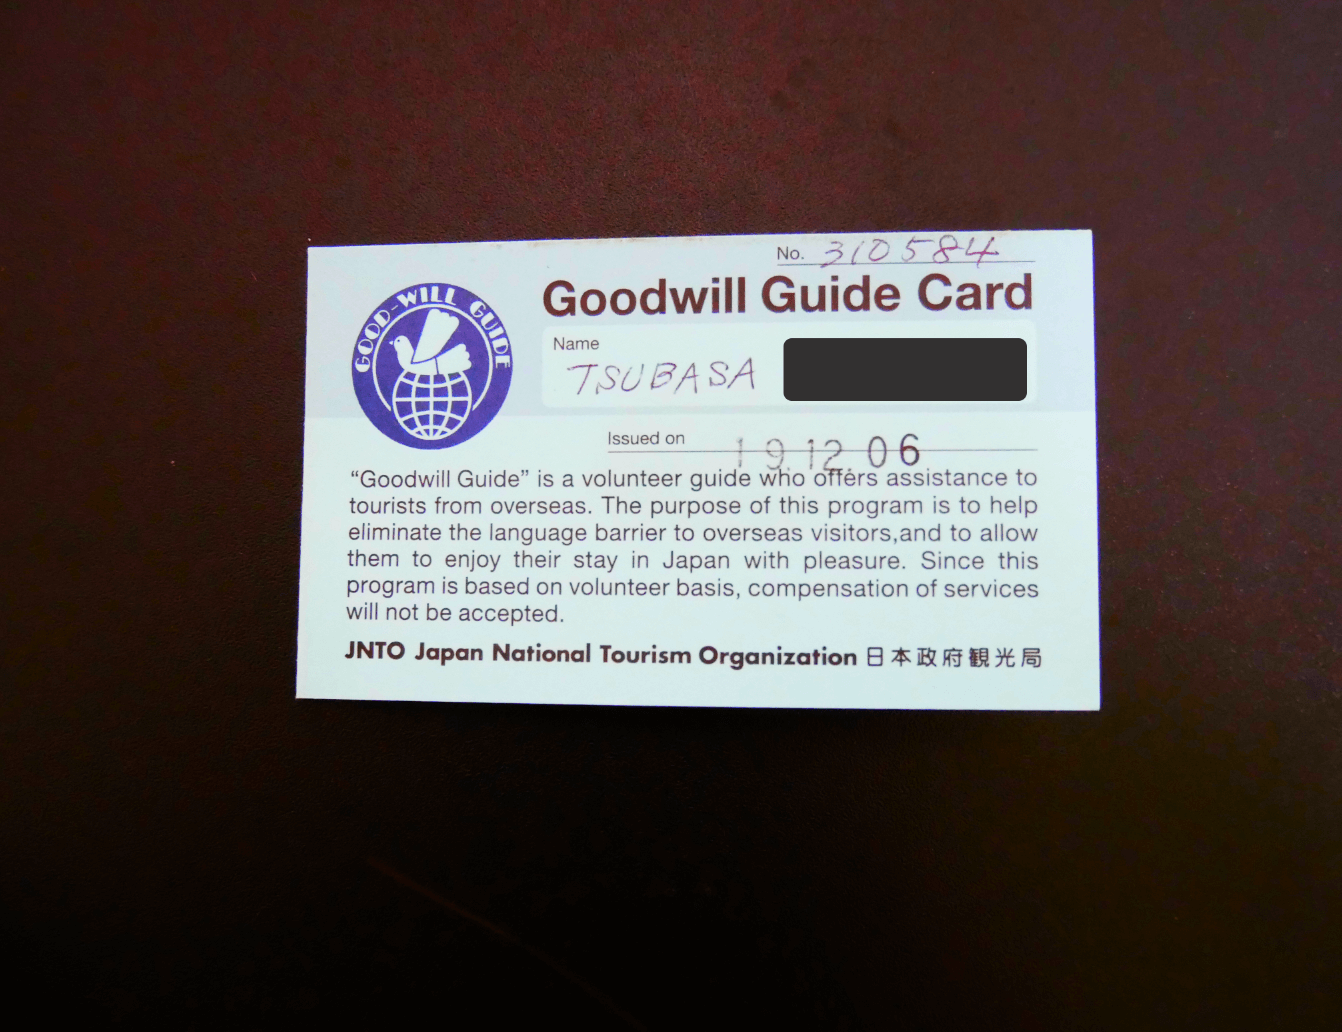 No. 310584
GOOD-WILL GUIDE
Goodwill Guide Card
Name
TSUBASA
Issued on 19.12.06
“Goodwill Guide” is a volunteer guide who offers assistance to
tourists from overseas. The purpose of this program is to help
eliminate the language barrier to overseas visitors,and to allow
them to enjoy their stay in Japan with pleasure. Since this
program is based on volunteer basis, compensation of services
will not be accepted.
JNTO Japan National Tourism Organization 日本政府観光局